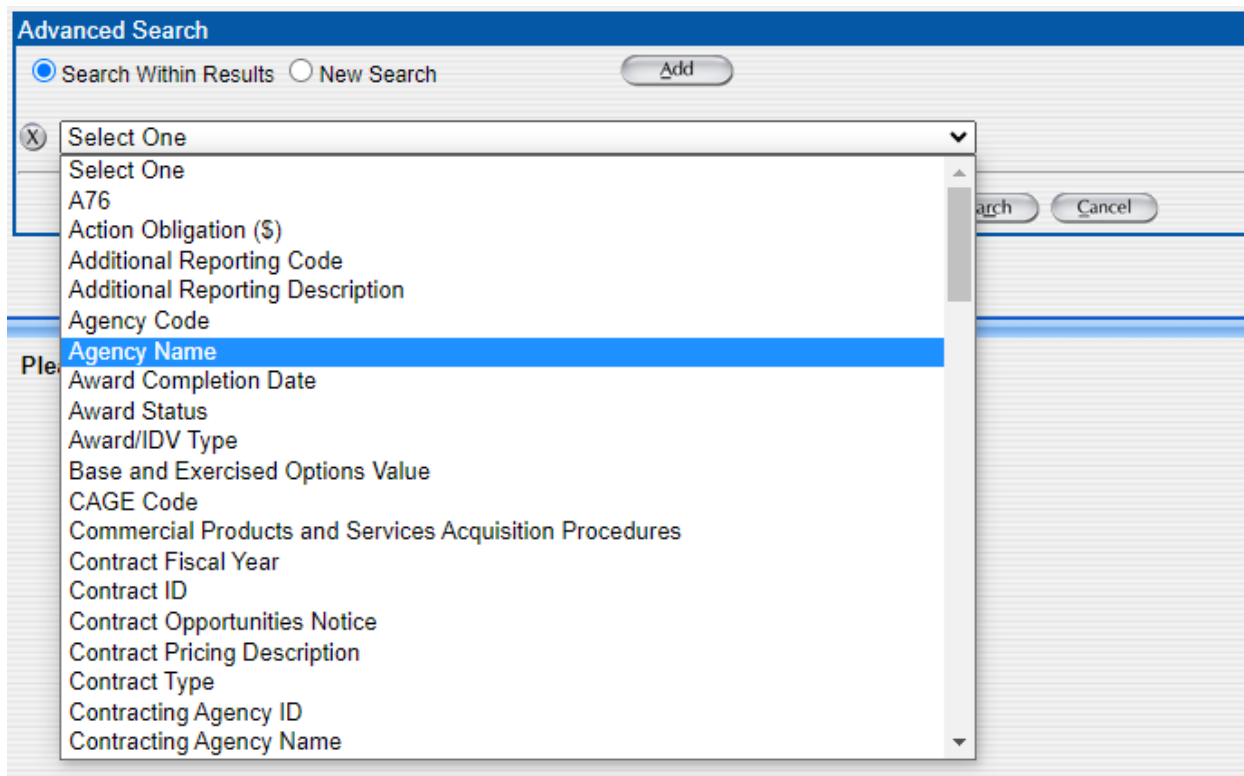 Advanced Search
Search Within Results New Search Add
X Select One
Select One
A76
Action Obligation ($)
Additional Reporting Code
Additional Reporting Description
Agency Code
Agency Name
Award Completion Date
Award Status
Award/IDV Type
Base and Exercised Options Value
CAGE Code
Commercial Products and Services Acquisition Procedures
Contract Fiscal Year
Contract ID
Contract Opportunities Notice
Contract Pricing Description
Contract Type
Contracting Agency ID
Contracting Agency Name
Cancel